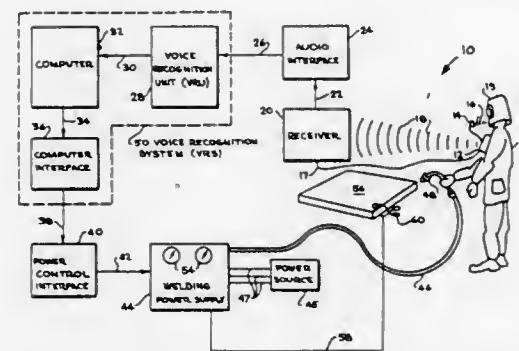 32
COMPUTER
30
VOICE
RECOGNITION
UNIT (VRU)
28
26
AUDIO
INTERFACE
24
10
22
20
RECEIVER
18
15
16
14
12
17
34
36
COMPUTER
INTERFACE
50 VOICE RECOGNITION
SYSTEM (VRS)
56
48
60
38
40
POWER
CONTROL
INTERFACE
42
54
WELDING
POWER SUPPLY
44
47
POWER
SOURCE
46
58